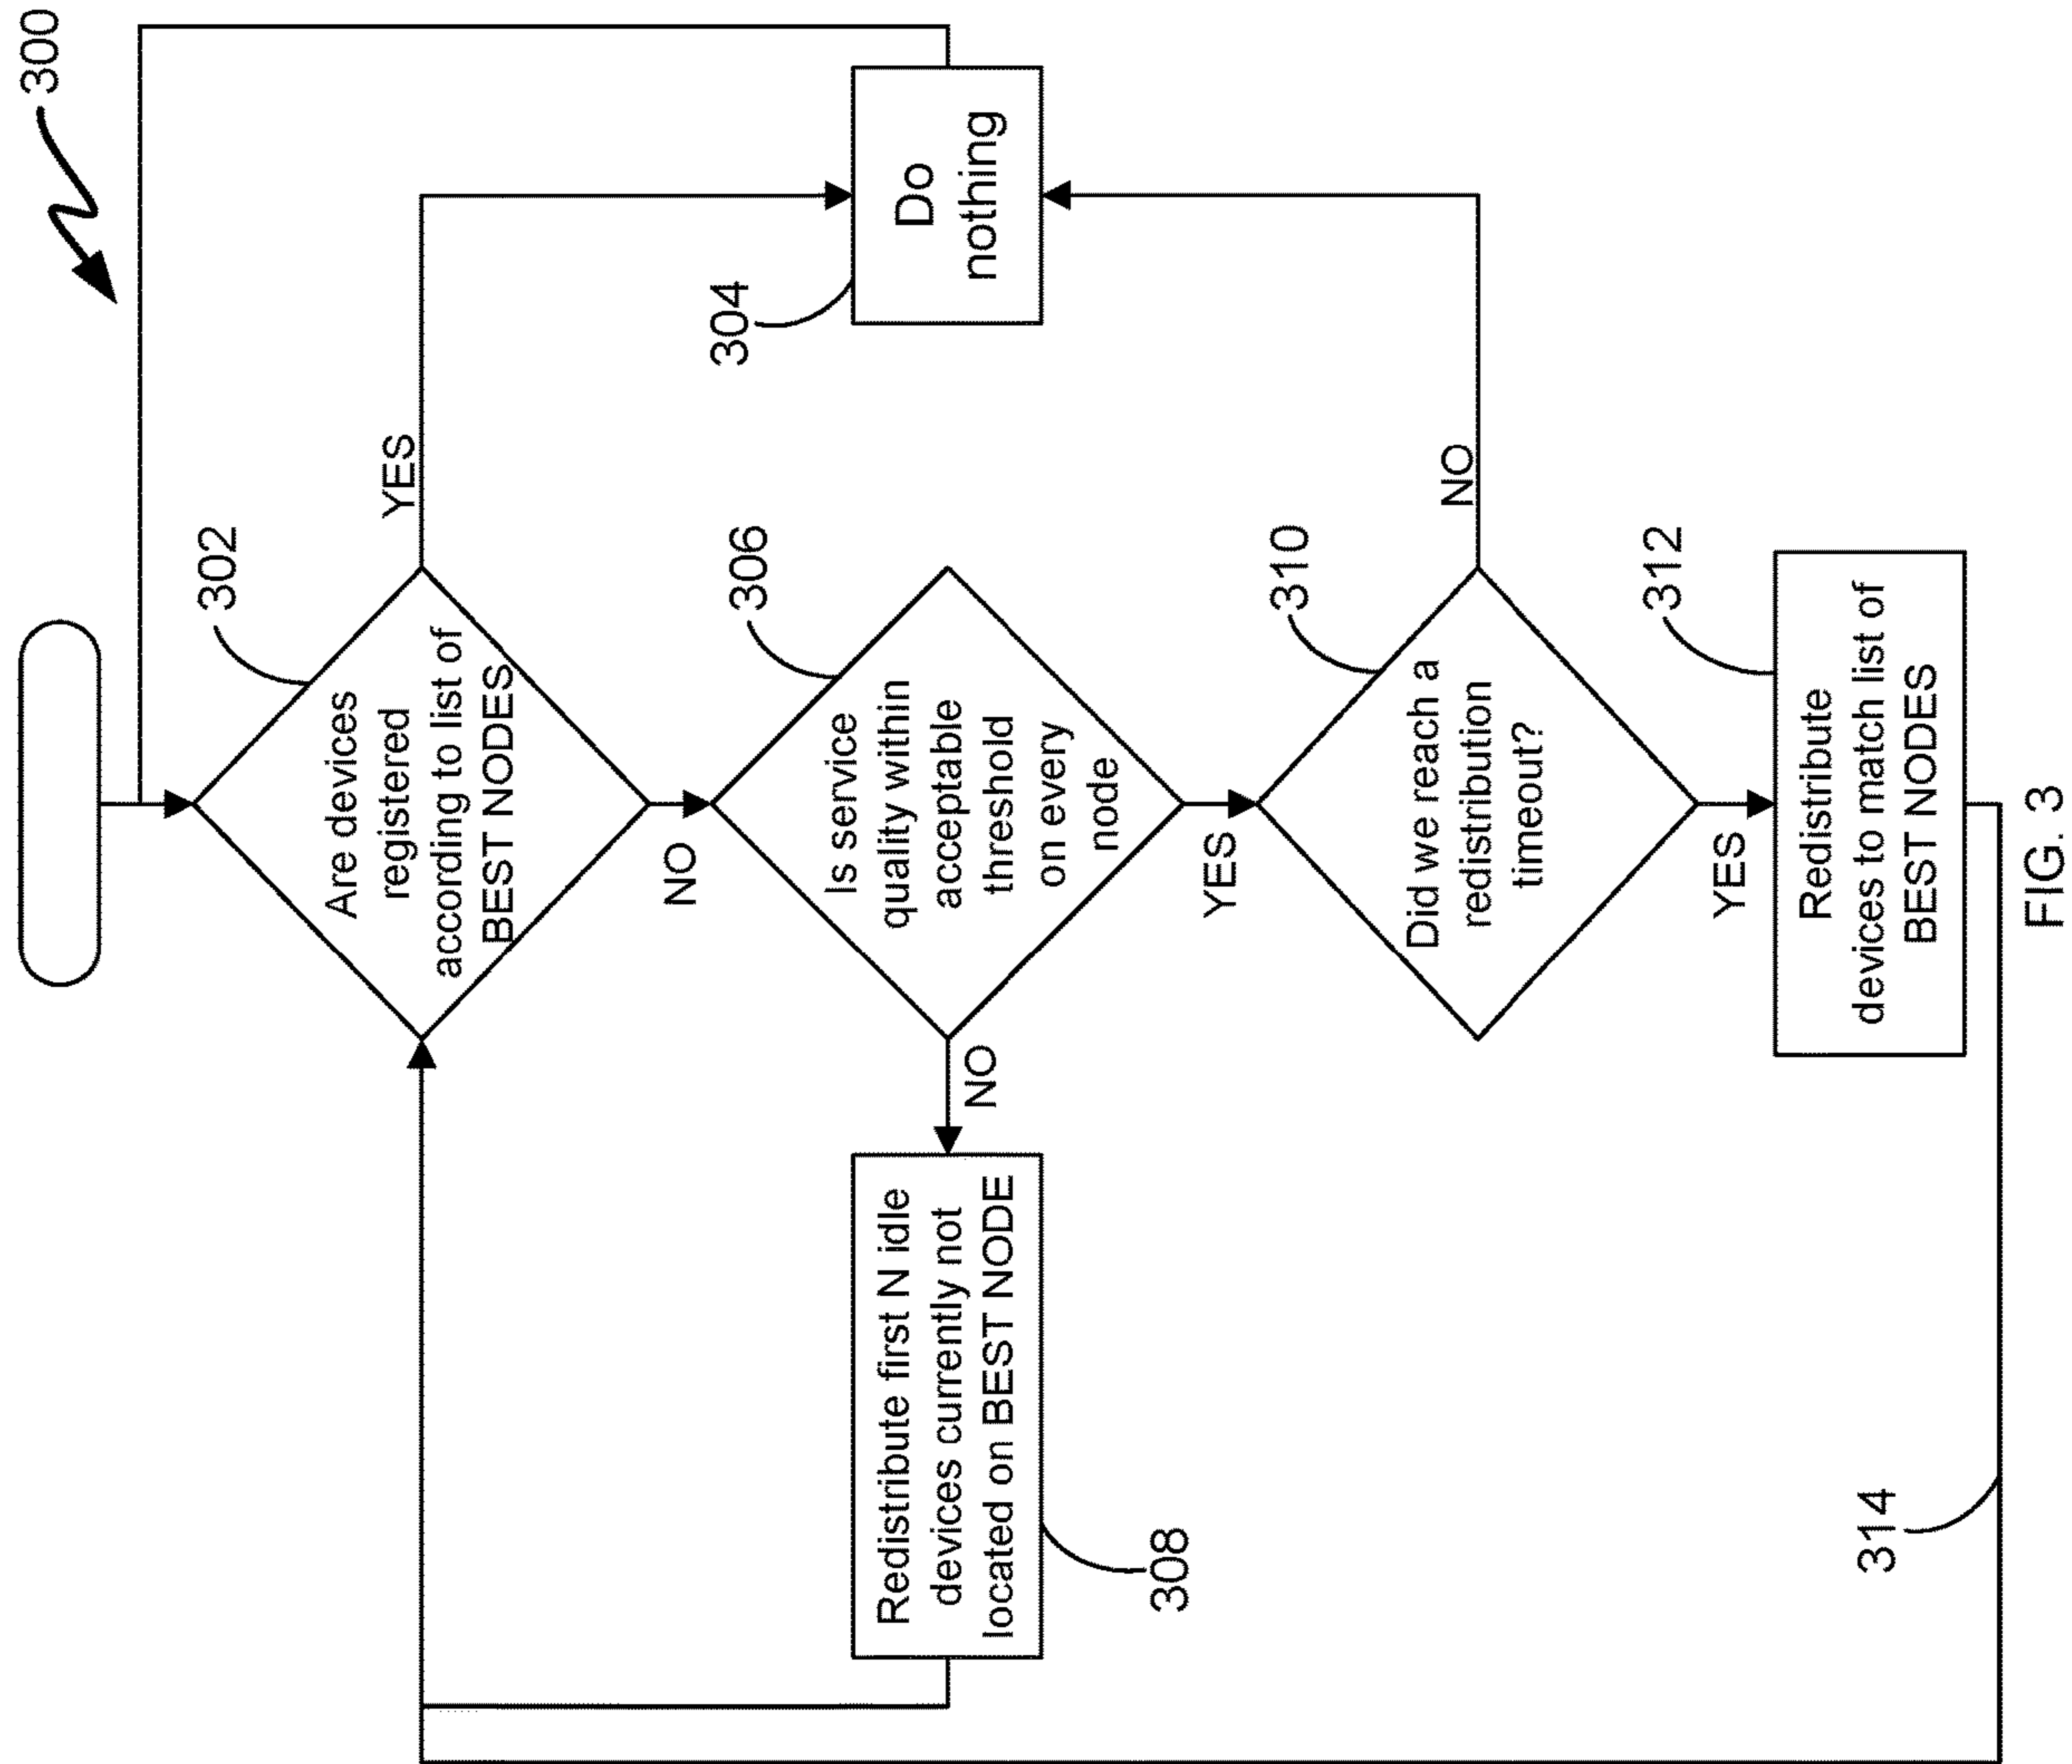 300
302
Are devices
registered
according to list of
BEST NODES
YES
NO
304
Do
nothing
306
Is service
quality within
acceptable
threshold
on every
node
NO
YES
Redistribute first N idle
devices currently not
located on BEST NODE
308
310
Did we reach a
redistribution
timeout?
NO
YES
312
Redistribute
devices to match list of
BEST NODES
314
FIG. 3